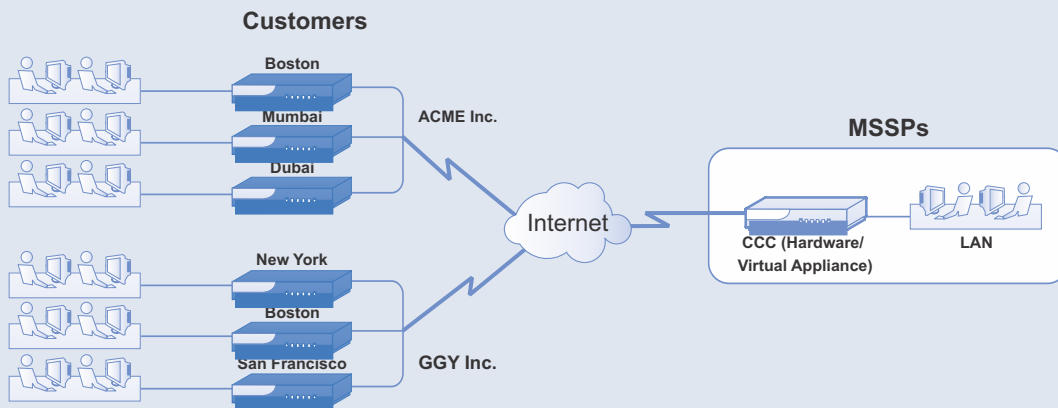 Customers
Boston
Mumbai
Dubai
ACME Inc.
New York
Boston
San Francisco
GGY Inc.
Internet
MSSPs
CCC (Hardware/
Virtual Appliance)
LAN